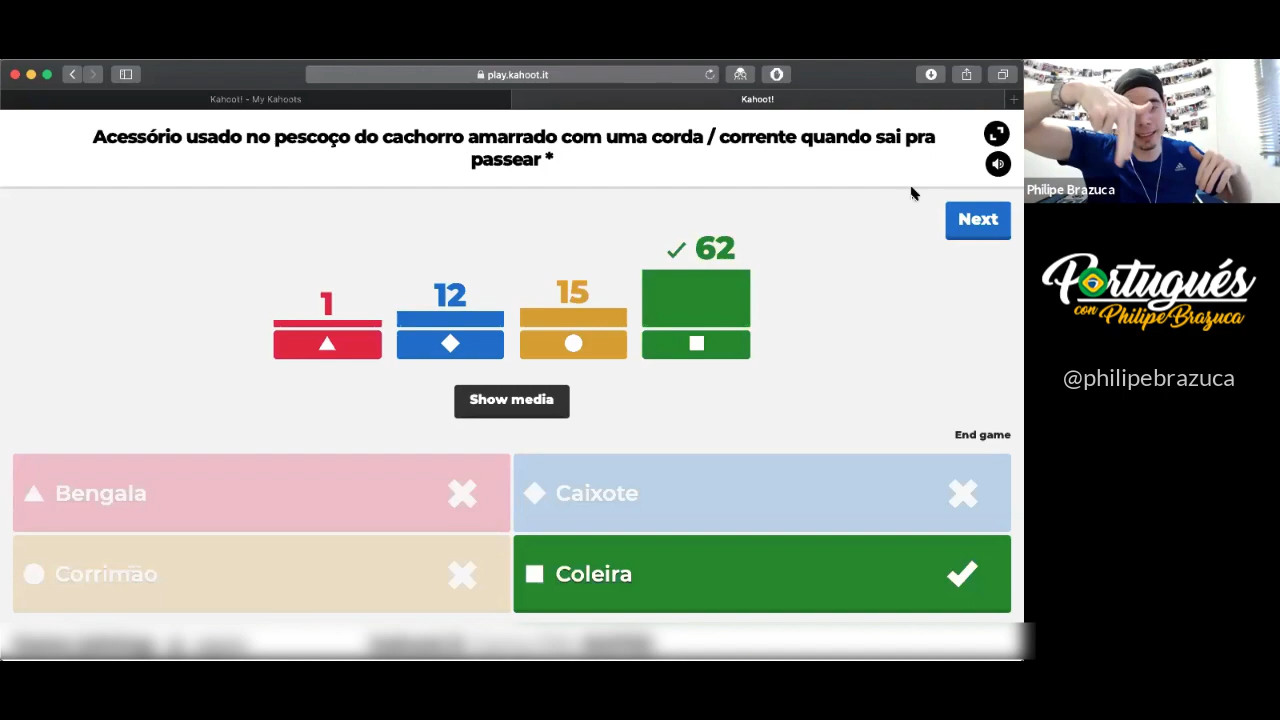 play.kahoot.it
Kahoot! - My Kahoots
Kahoot!
Acessório usado no pescoço do cachorro amarrado com uma corda / corrente quando sai pra
passear *
Philipe Brazuca
Next
1
12
15
62
Show media
End game
Bengala
Caixote
Corrimão
Coleira
Portugués
con Philipe Brazuca
@philipebrazuca